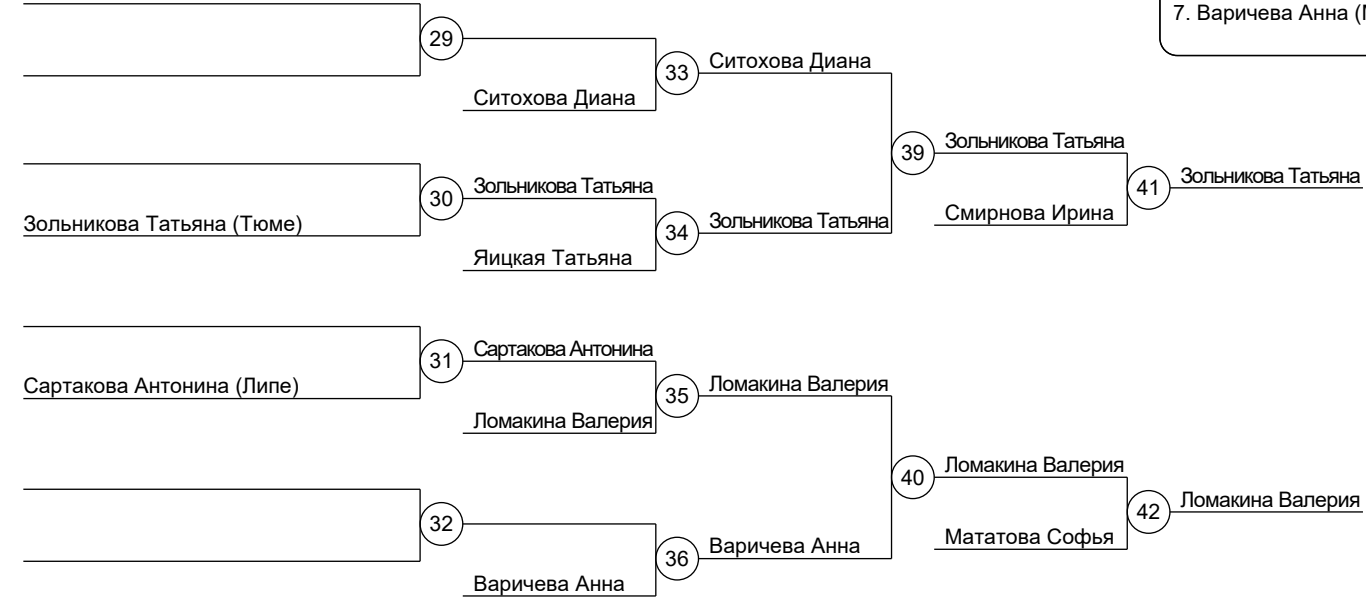 7. Варичева Анна (
29
Ситохова Диана
33
Ситохова Диана
39
Зольникова Татьяна
30
Зольникова Татьяна
41
Зольникова Татьяна
Зольникова Татьяна (Тюме)
34
Зольникова Татьяна
Смирнова Ирина
Яицкая Татьяна
31
Сартакова Антонина
Сартакова Антонина (Липе)
35
Ломакина Валерия
Ломакина Валерия
40
Ломакина Валерия
32
42
Ломакина Валерия
36
Варичева Анна
Мататова Софья
Варичева Анна